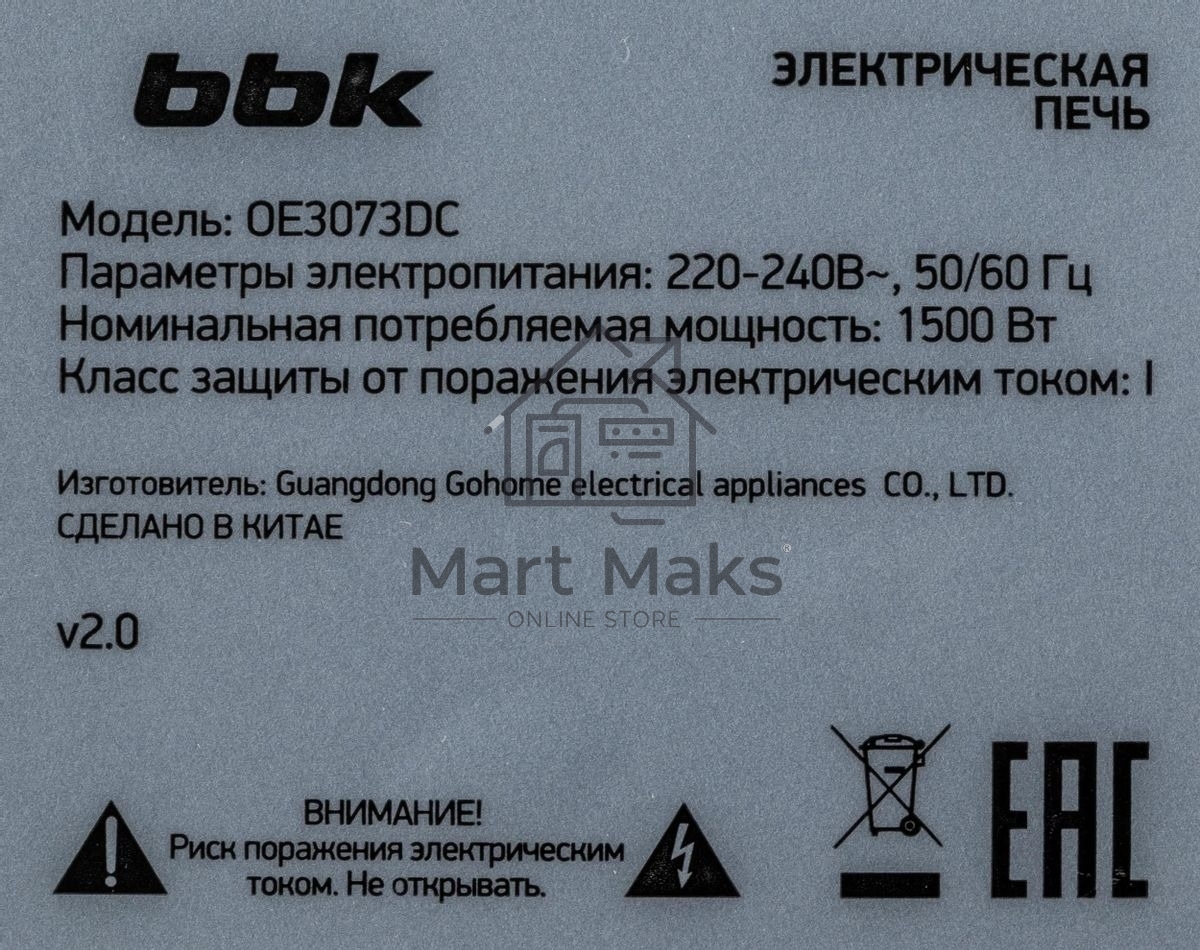 bbk
ЭЛЕКТРИЧЕСКАЯ
ПЕЧЬ
Модель: OE3073DC
Параметры электропитания: 220-240В~, 50/60 Гц
Номинальная потребляемая мощность: 1500 Вт
Класс защиты от поражения электрическим током: I
Изготовитель: Guangdong Gohome electrical appliances CO., LTD.
СДЕЛАНО В КИТАЕ
Mart Maks®
ONLINE STORE
v2.0
ВНИМАНИЕ!
Риск поражения электрическим
током. Не открывать.
EAC